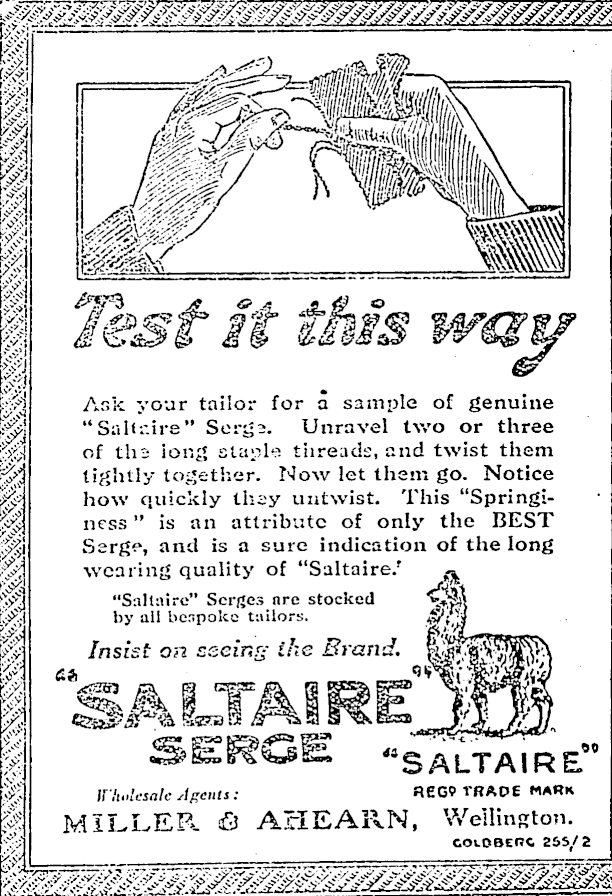 Test it this way
Ask your tailor for a sample of genuine
"Saltaire" Serge. Unravel two or three
of the long staple threads, and twist them
tightly together. Now let them go. Notice
how quickly they untwist. This "Springi-
ness" is an attribute of only the BEST
Serge, and is a sure indication of the long
wearing quality of "Saltaire."
"Saltaire" Serges are stocked
by all bespoke tailors.
Insist on seeing the Brand.
"SALTAIRE"
SERGE
"SALTAIRE"
REGD TRADE MARK
Wholesale Agents:
MILLER & AHEARN, Wellington.
GOLDBERG 255/2